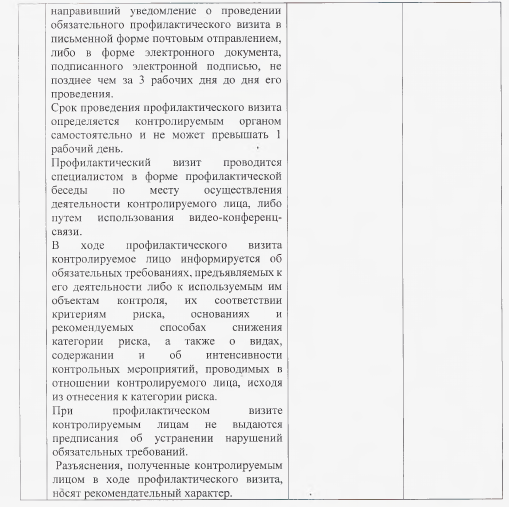 направивший уведомление о проведении
обязательного профилактического визита в
письменной форме почтовым отправлением,
либо в форме электронного документа,
подписанного электронной подписью, не
позднее чем за 3 рабочих дня до дня его
проведения.
Срок проведения профилактического визита
определяется контролируемым органом
самостоятельно и не может превышать 1
рабочий день.
Профилактический визит проводится
специалистом в форме профилактической
беседы по месту осуществления
деятельности контролируемого лица, либо
путем использования видео-конференц-
связи.
В ходе профилактического визита
контролируемое лицо информируется об
обязательных требованиях, предъявляемых к
его деятельности либо к используемым им
объектам контроля, их соответствии
критериям риска, основаниях и
рекомендуемых способах снижения
категории риска, а также о видах,
содержании и об интенсивности
контрольных мероприятий, проводимых в
отношении контролируемого лица, исходя
из отнесения к категории риска.
При профилактическом визите
контролируемым лицам не выдаются
предписания об устранении нарушений
обязательных требований.
Разъяснения, полученные контролируемым
лицом в ходе профилактического визита,
носят рекомендательный характер.